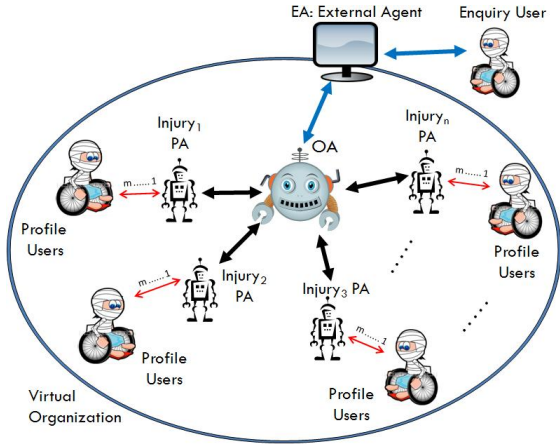 EA: External Agent
Enquiry User
Injury1
PA
OA
Injuryn
PA
m......1
m......1
Profile
Users
Profile
Users
Injury2
PA
Injury3 PA
m......1
m......1
Profile
Users
Profile
Users
Virtual
Organization